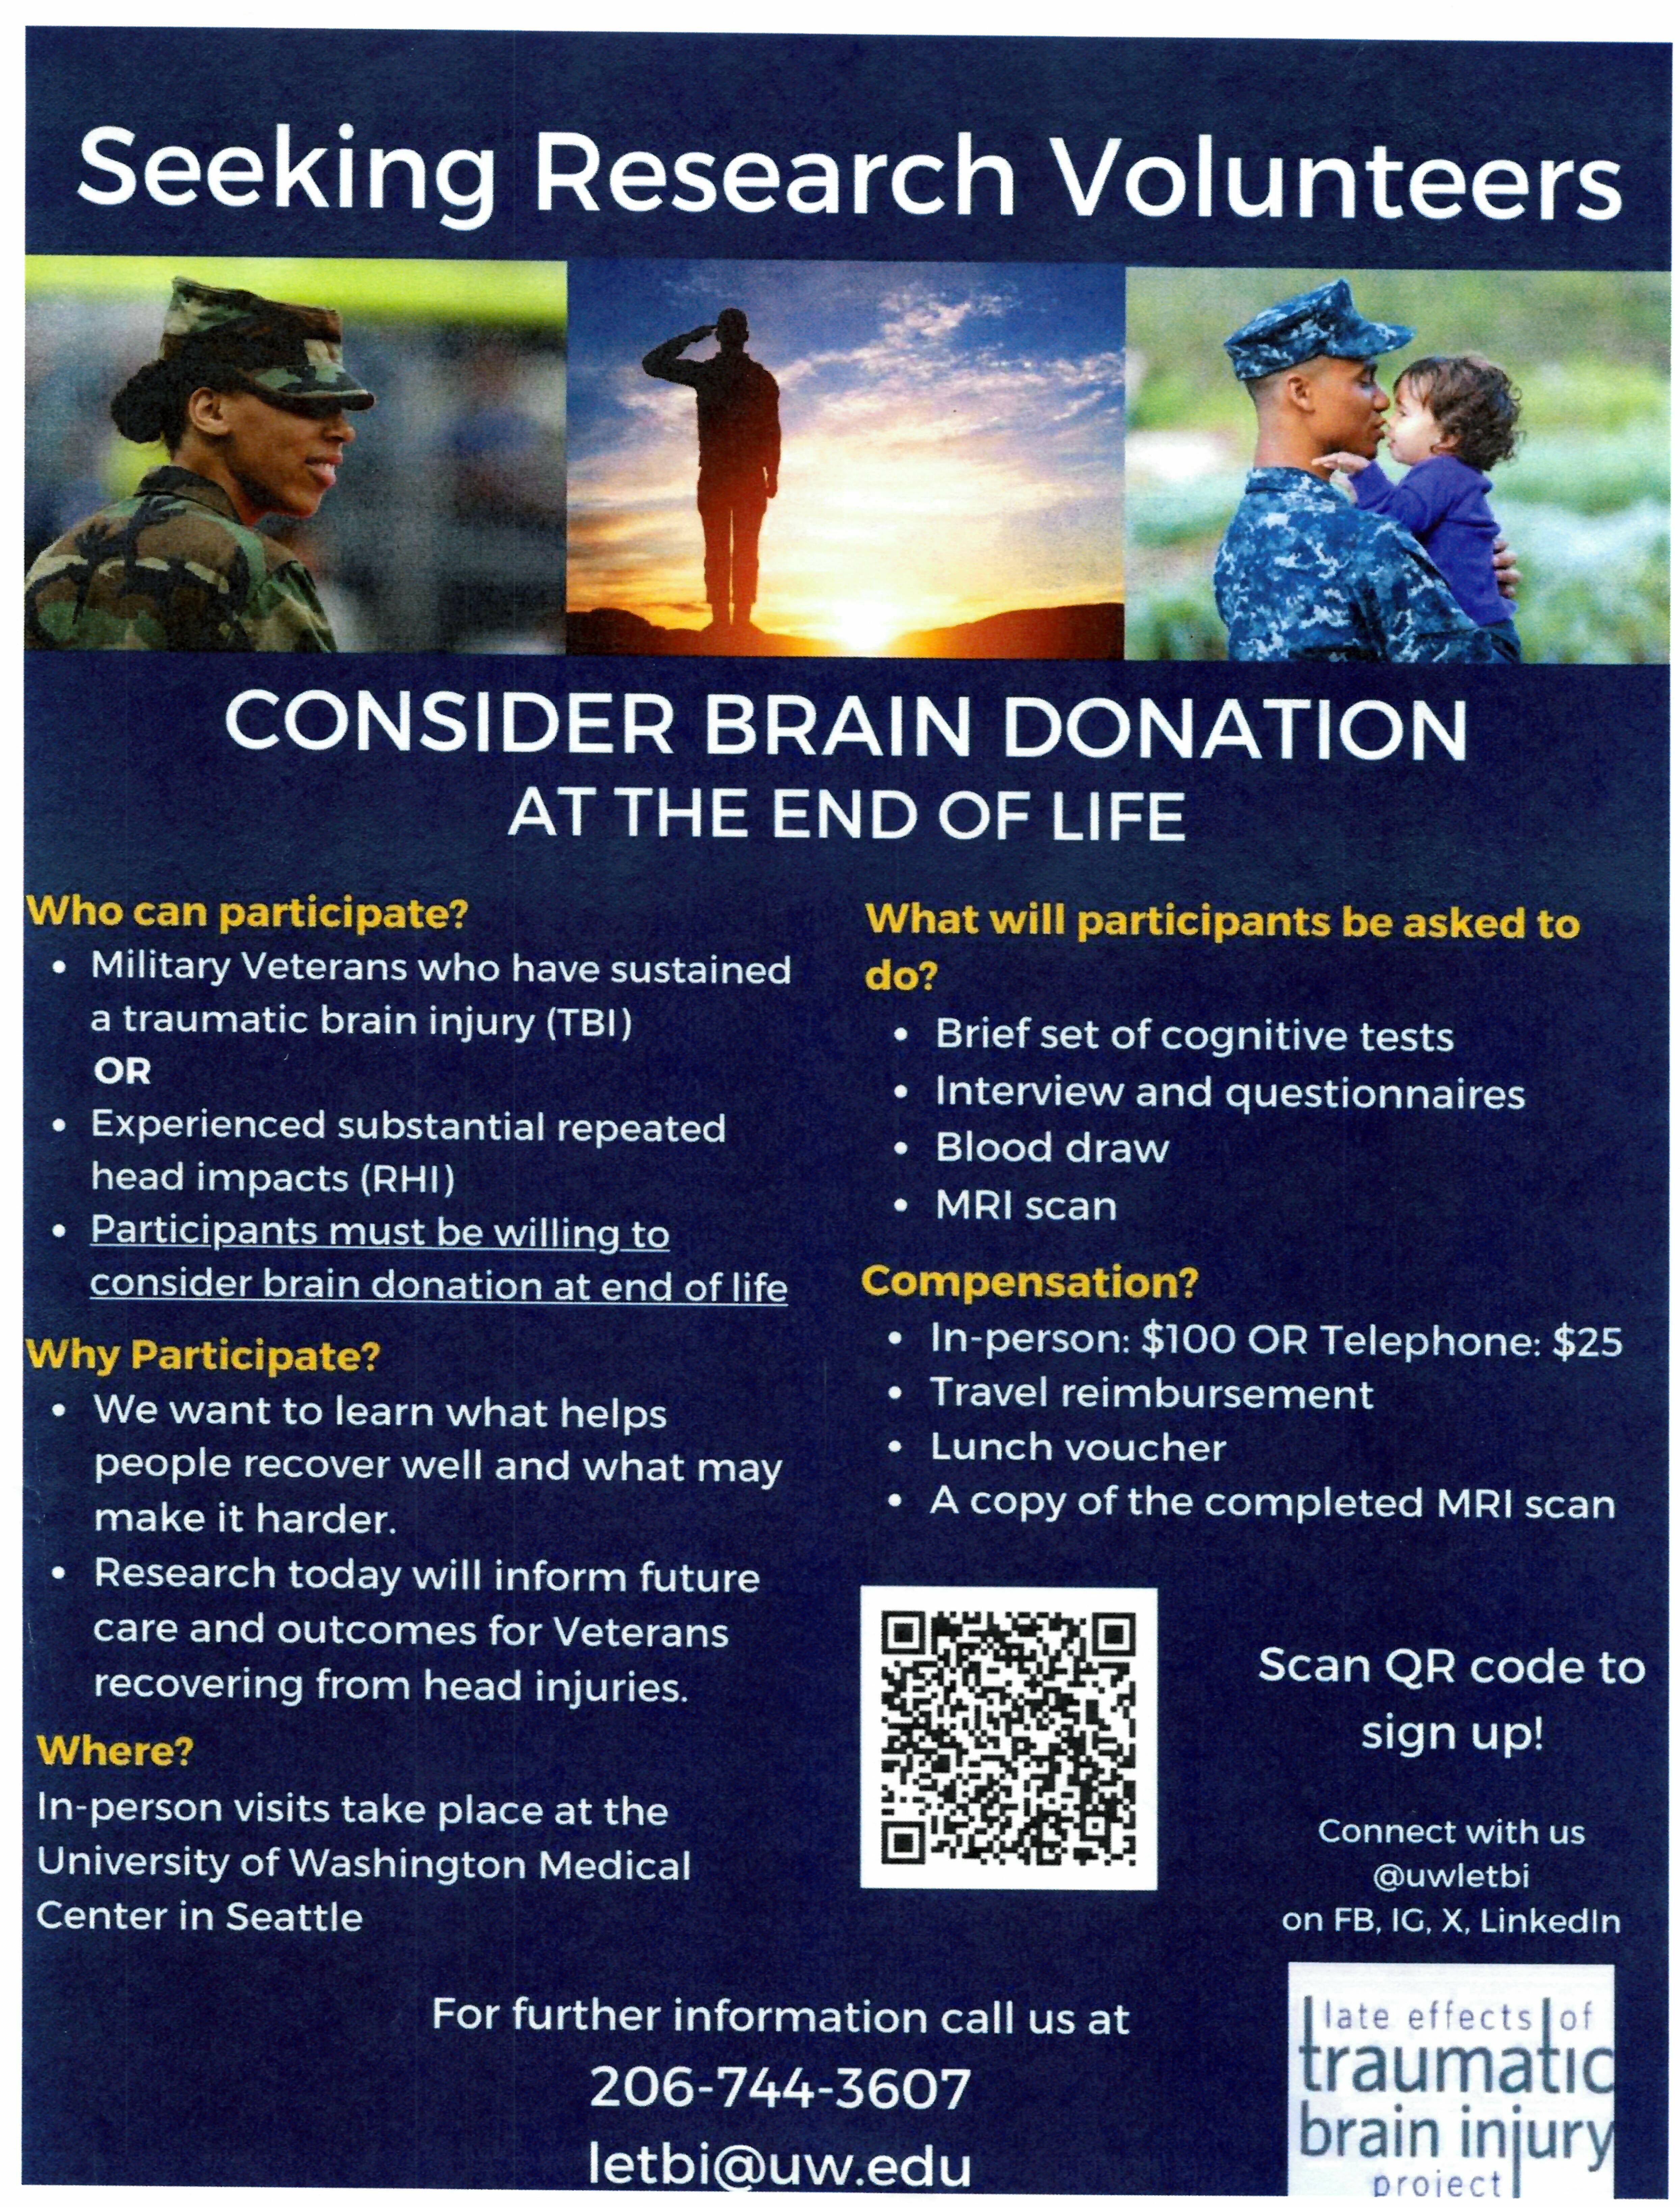 Seeking Research Volunteers
CONSIDER BRAIN DONATION
AT THE END OF LIFE
Who can participate?
• Military Veterans who have sustained
a traumatic brain injury (TBI)
OR
• Experienced substantial repeated
head impacts (RHI)
• Participants must be willing to
consider brain donation at end of life
Why Participate?
• We want to learn what helps
people recover well and what may
make it harder.
• Research today will inform future
care and outcomes for Veterans
recovering from head injuries.
Where?
In-person visits take place at the
University of Washington Medical
Center in Seattle
What will participants be asked to
do?
• Brief set of cognitive tests
• Interview and questionnaires
• Blood draw
• MRI scan
Compensation?
• In-person: $100 OR Telephone: $25
• Travel reimbursement
• Lunch voucher
• A copy of the completed MRI scan
Scan QR code to
sign up!
Connect with us
@uwletbi
on FB, IG, X, LinkedIn
For further information call us at
206-744-3607
letbi@uw.edu
late effects of
traumatic
brain injury
project